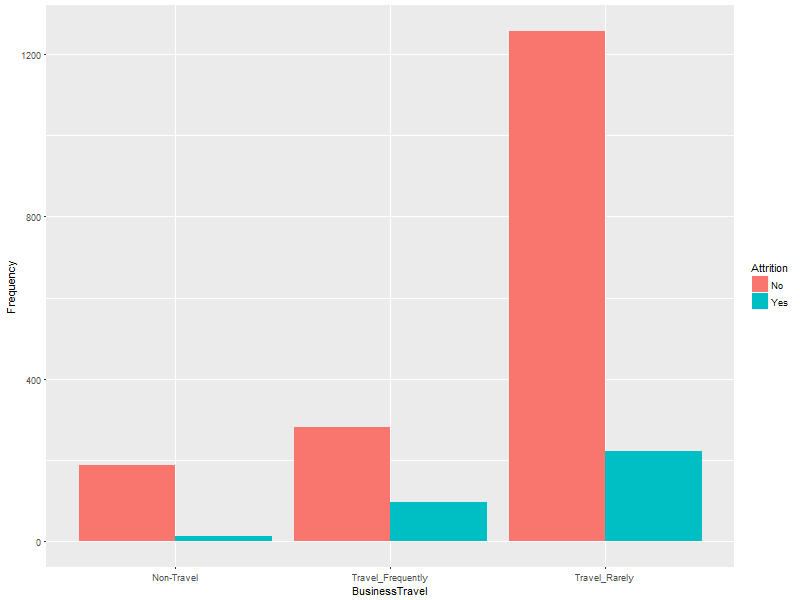 1200
800
400
0
Frequency
Non-Travel
Travel_Frequently
Travel_Rarely
BusinessTravel
Attrition
No
Yes